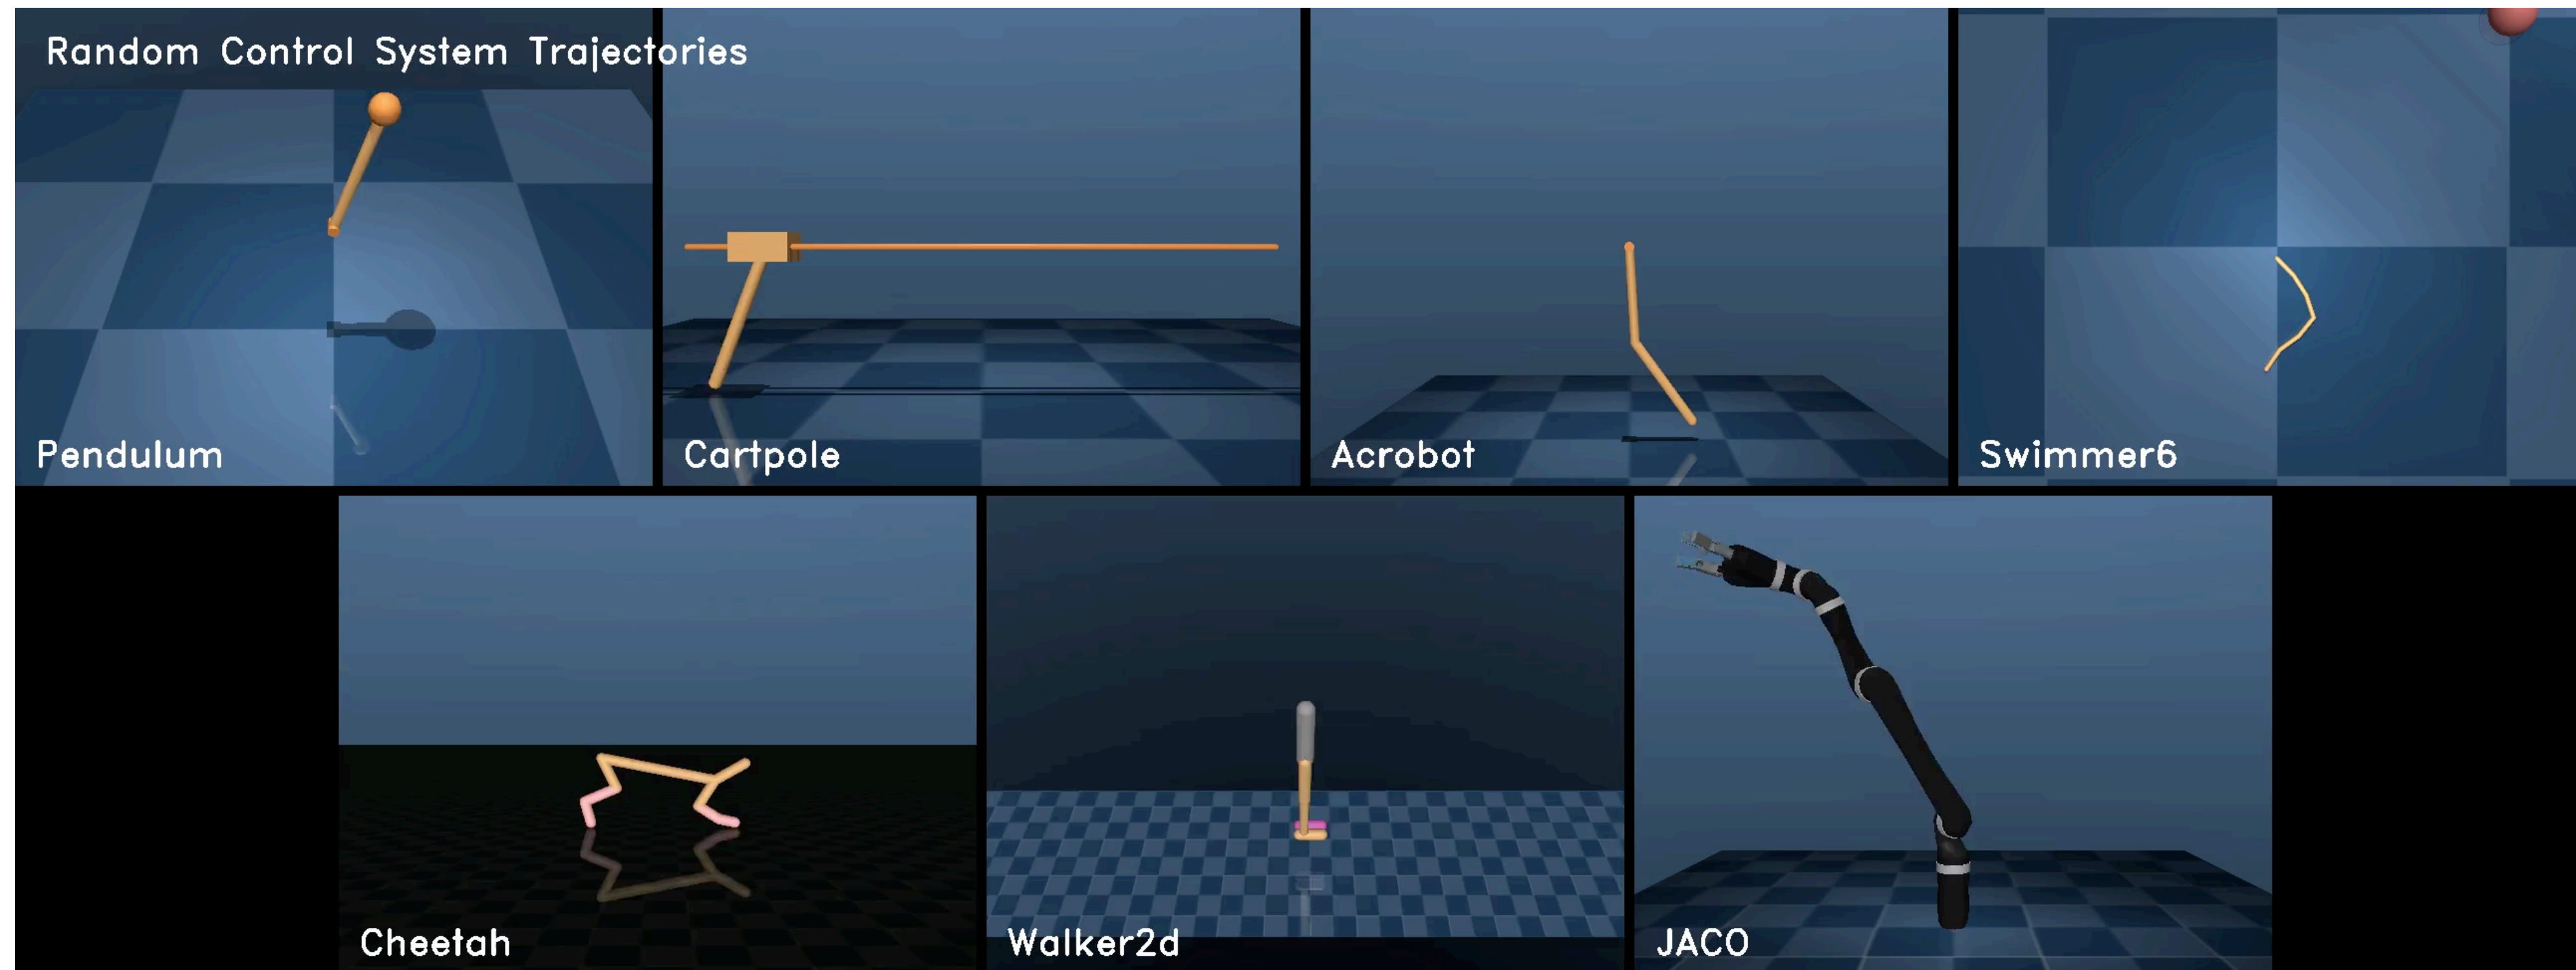 Random Control System Trajectories
Pendulum
Cartpole
Acrobot
Swimmer6
Cheetah
Walker2d
JACO